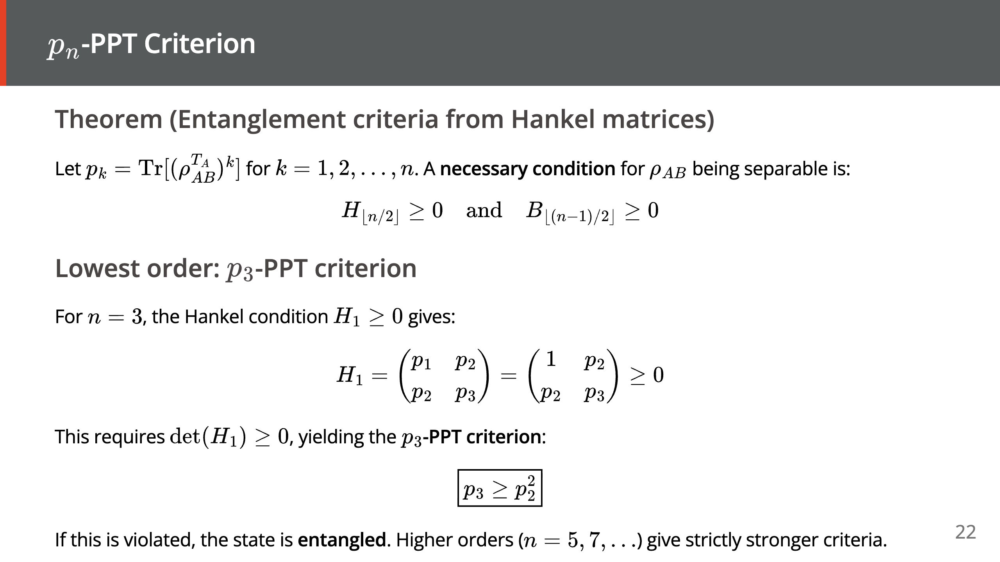 $p_n$-PPT Criterion
Theorem (Entanglement criteria from Hankel matrices)
Let $p_k = \mathrm{Tr}[(\rho_{AB}^{T_A})^k]$ for $k = 1, 2, \ldots, n$. A necessary condition for $\rho_{AB}$ being separable is:
$H_{\lfloor n/2 \rfloor} \geq 0 \quad \text{and} \quad B_{\lfloor (n-1)/2 \rfloor} \geq 0$
Lowest order: $p_3$-PPT criterion
For $n = 3$, the Hankel condition $H_1 \geq 0$ gives:
$H_1 = \begin{pmatrix} p_1 & p_2 \\ p_2 & p_3 \end{pmatrix} = \begin{pmatrix} 1 & p_2 \\ p_2 & p_3 \end{pmatrix} \geq 0$
This requires $\det(H_1) \geq 0$, yielding the $p_3$-PPT criterion:
$\boxed{p_3 \geq p_2^2}$
If this is violated, the state is entangled. Higher orders ($n = 5, 7, \ldots$) give strictly stronger criteria.
22